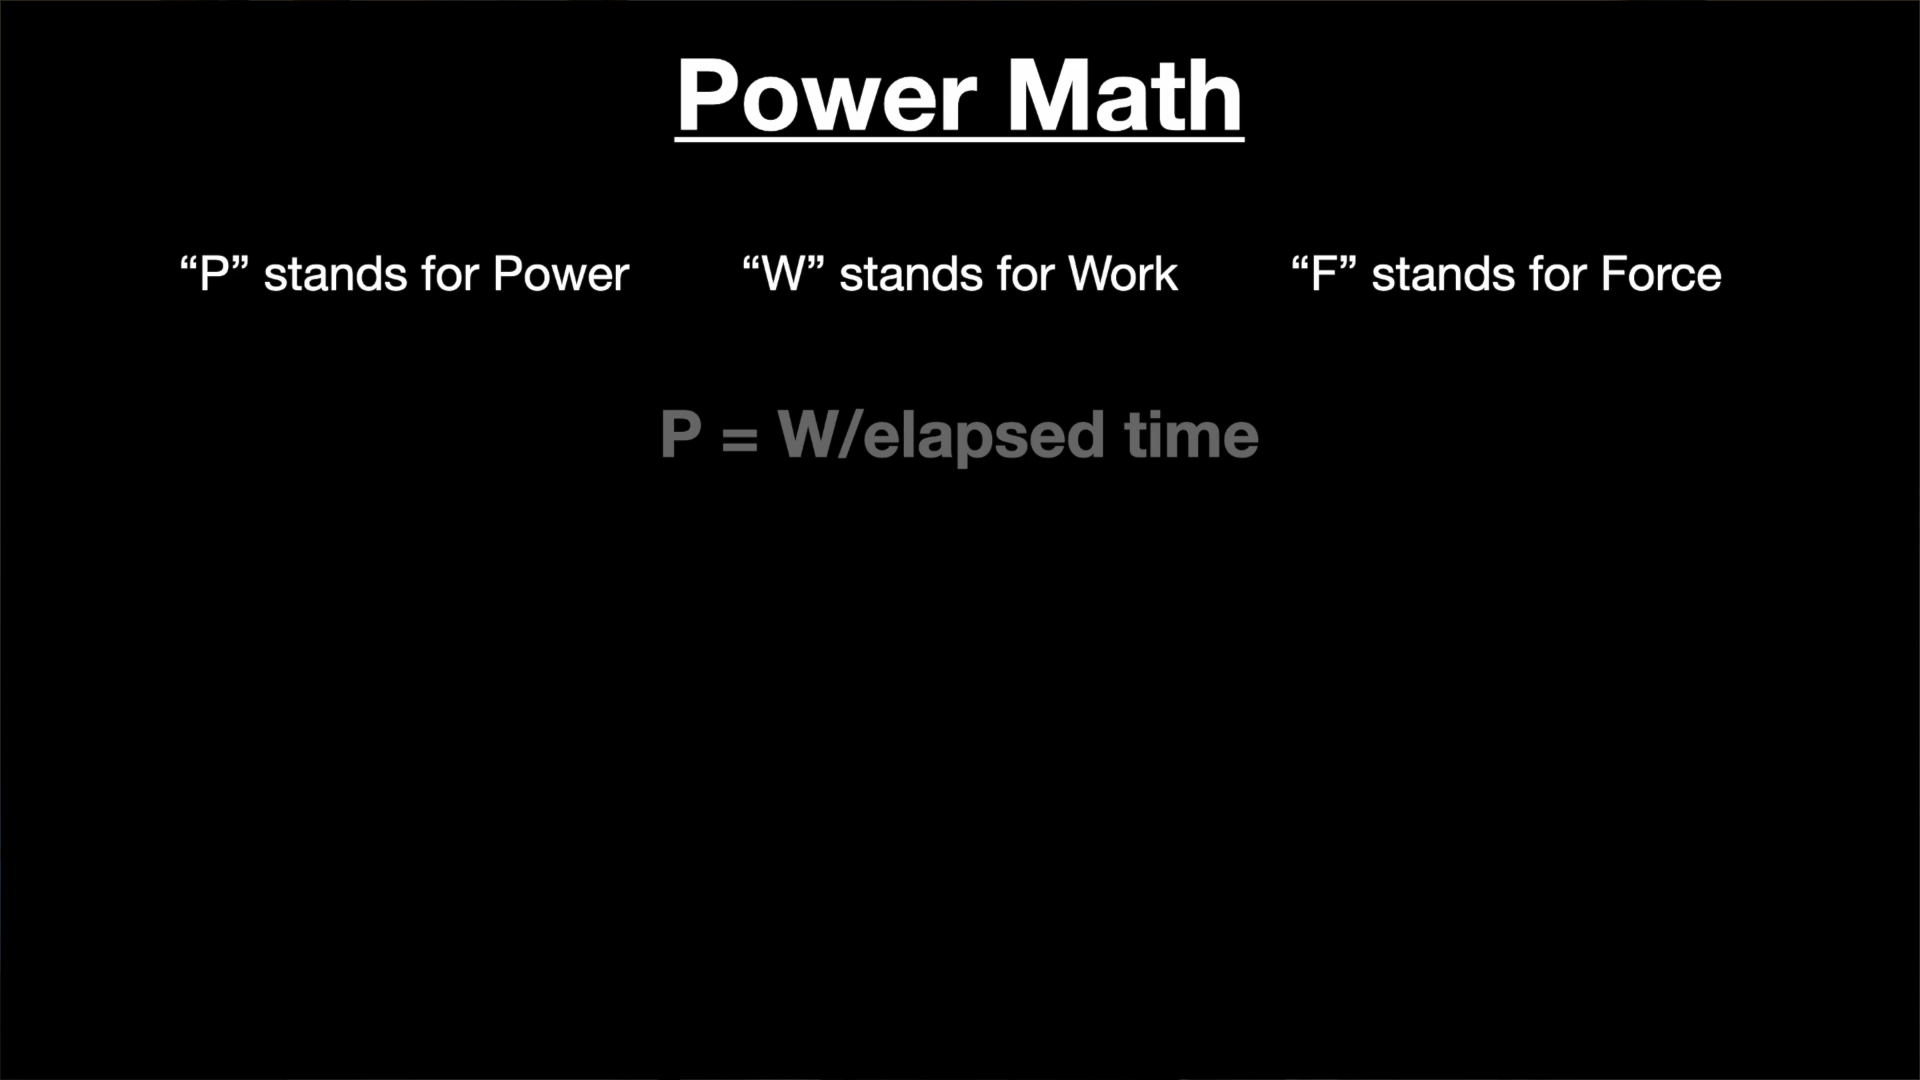 Power Math
“P” stands for Power “W” stands for Work “F” stands for Force
P = W/elapsed time